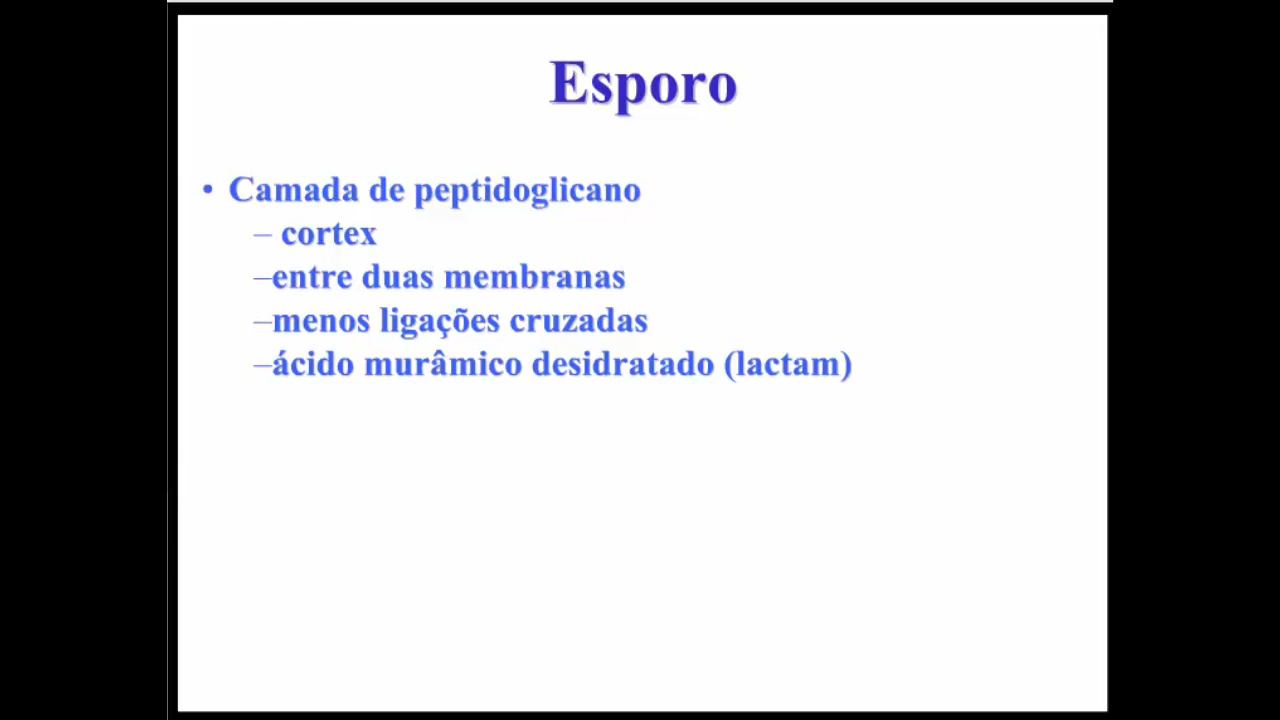 Esporo
• Camada de peptidoglicano
– cortex
–entre duas membranas
–menos ligações cruzadas
–ácido murâmico desidratado (lactam)